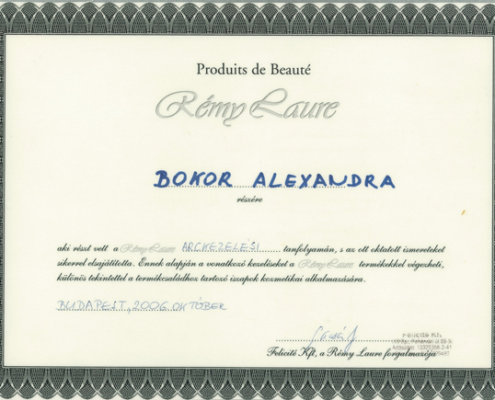 Produits de Beauté
Rémy Laure
BOKOR ALEXANDRA
részére
aki részt vett a Rémy Laure ARCKEZELÉSI tanfolyamán, s az ott oktatott ismereteket
sikerrel elsajátította. Ennek alapján a vonatkozó kezeléseket a Rémy Laure termékekkel végezheti,
különös tekintettel a termékcsaládhoz tartozó iszapok kozmetikai alkalmazására.
BUDAPEST, 2006. OKTÓBER
Felicité Kft, a Rémy Laure forgalmazója